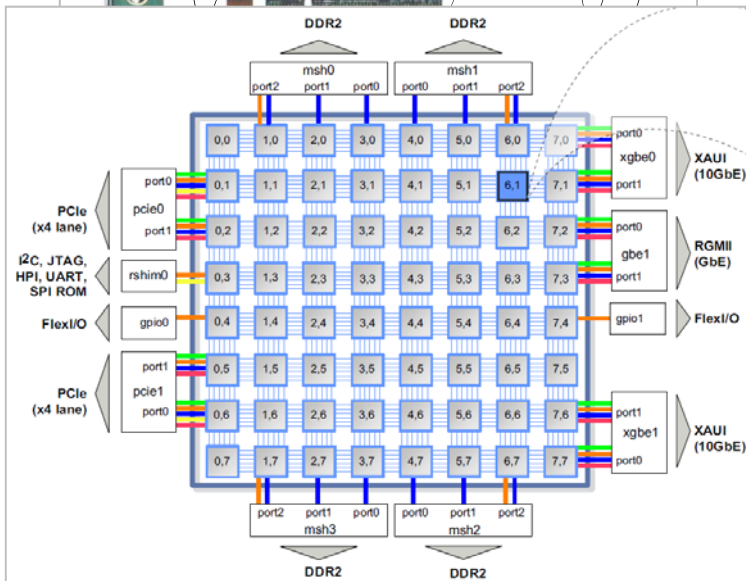 DDR2 DDR2
msh0 msh1
port2 port1 port0 port0 port1 port2
0,0 1,0 2,0 3,0 4,0 5,0 6,0 7,0 port0
xgbe0
XAUI
(10GbE)
port0 0,1 1,1 2,1 3,1 4,1 5,1 6,1 7,1 port1
PCIe
(x4 lane)
pcie0
port1 0,2 1,2 2,2 3,2 4,2 5,2 6,2 7,2 port0
gbe1
RGMII
(GbE)
I²C, JTAG,
HPI, UART,
SPI ROM
rshim0 0,3 1,3 2,3 3,3 4,3 5,3 6,3 7,3 port1
FlexI/O gpio0 0,4 1,4 2,4 3,4 4,4 5,4 6,4 7,4 gpio1 FlexI/O
port1 0,5 1,5 2,5 3,5 4,5 5,5 6,5 7,5
PCIe
(x4 lane)
pcie1
port0 0,6 1,6 2,6 3,6 4,6 5,6 6,6 7,6 port1
xgbe1
XAUI
(10GbE)
0,7 1,7 2,7 3,7 4,7 5,7 6,7 7,7 port0
port2 port1 port0 port0 port1 port2
msh3 msh2
DDR2 DDR2